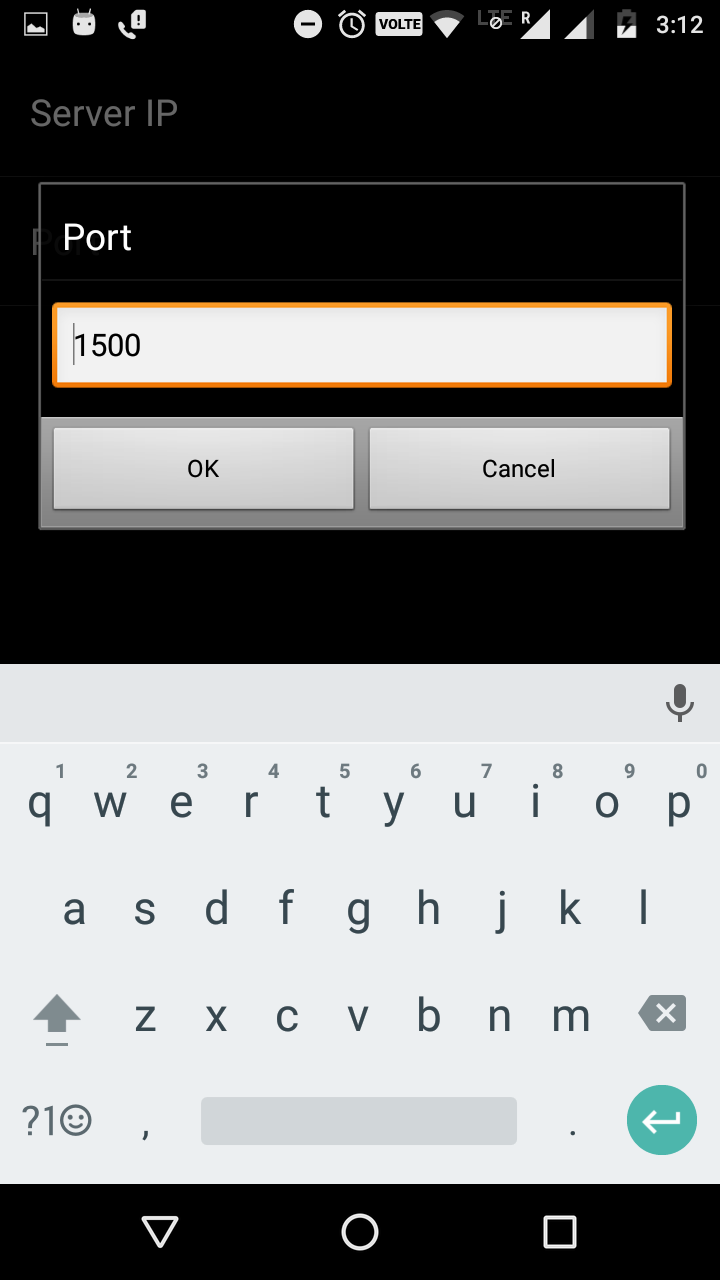 VOLTE LTE R 3:12
Server IP
Port
1500
OK Cancel
1 2 3 4 5 6 7 8 9 0
q w e r t y u i o p
a s d f g h j k l
z x c v b n m
?1☺ , .